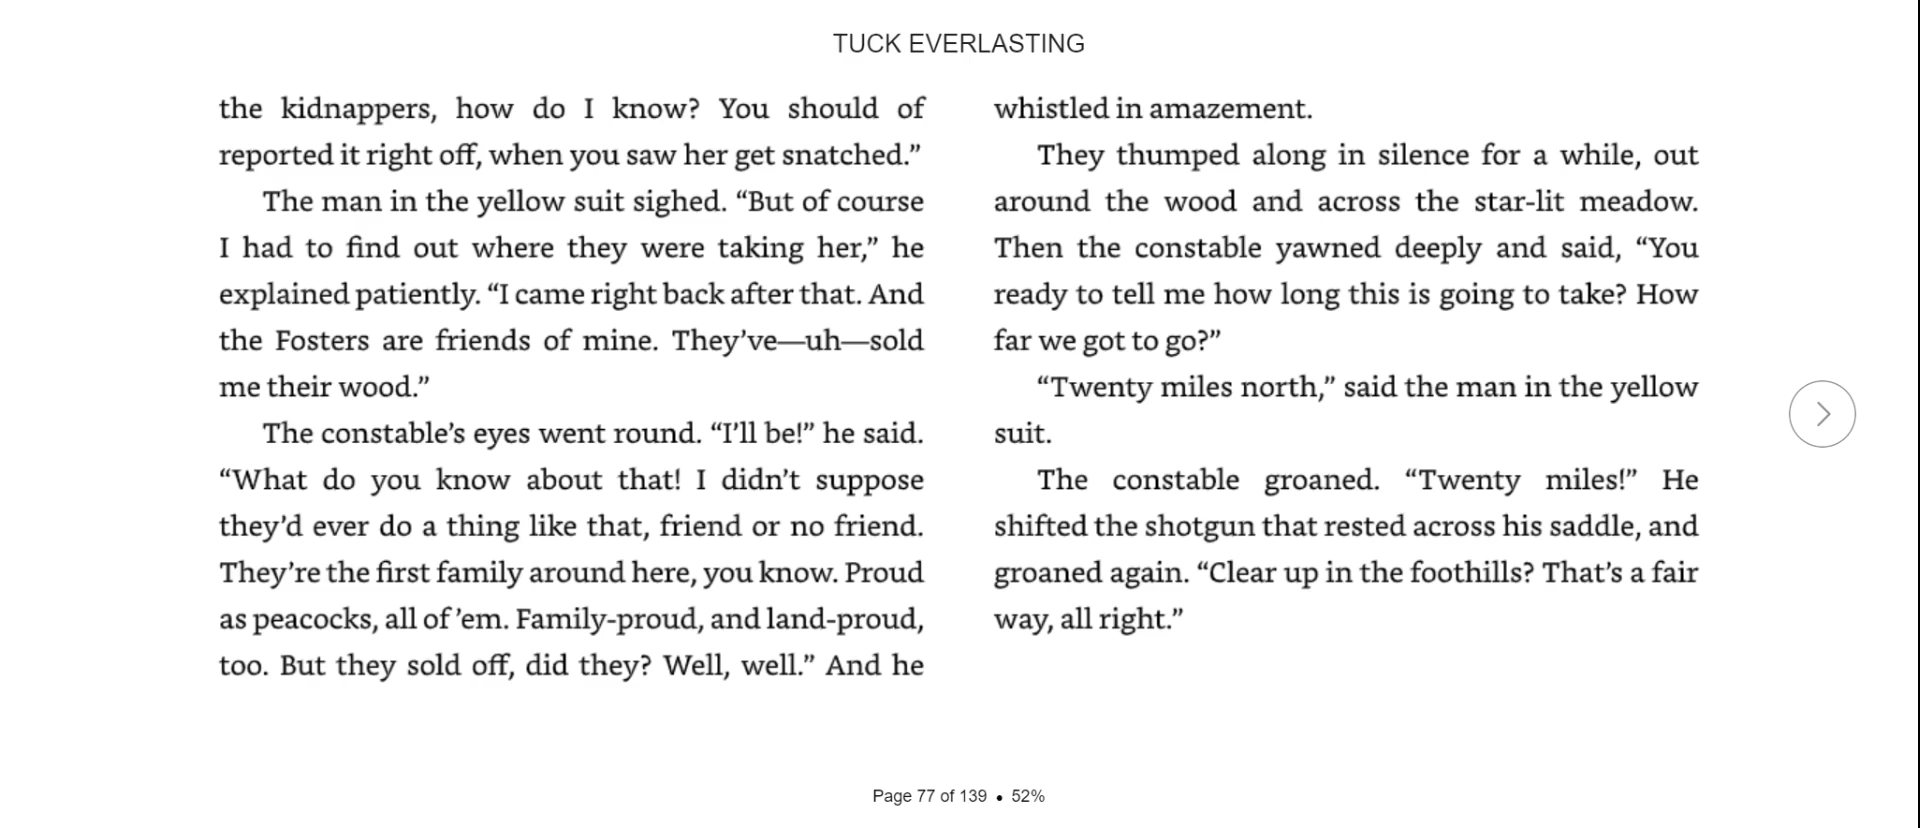 TUCK EVERLASTING
the kidnappers, how do I know? You should of
reported it right off, when you saw her get snatched.”
The man in the yellow suit sighed. “But of course
I had to find out where they were taking her,” he
explained patiently. “I came right back after that. And
the Fosters are friends of mine. They’ve—uh—sold
me their wood.”
The constable’s eyes went round. “I’ll be!” he said.
“What do you know about that! I didn’t suppose
they’d ever do a thing like that, friend or no friend.
They’re the first family around here, you know. Proud
as peacocks, all of ’em. Family-proud, and land-proud,
too. But they sold off, did they? Well, well.” And he
whistled in amazement.
They thumped along in silence for a while, out
around the wood and across the star-lit meadow.
Then the constable yawned deeply and said, “You
ready to tell me how long this is going to take? How
far we got to go?”
“Twenty miles north,” said the man in the yellow
suit.
The constable groaned. “Twenty miles!” He
shifted the shotgun that rested across his saddle, and
groaned again. “Clear up in the foothills? That’s a fair
way, all right.”
Page 77 of 139 • 52%